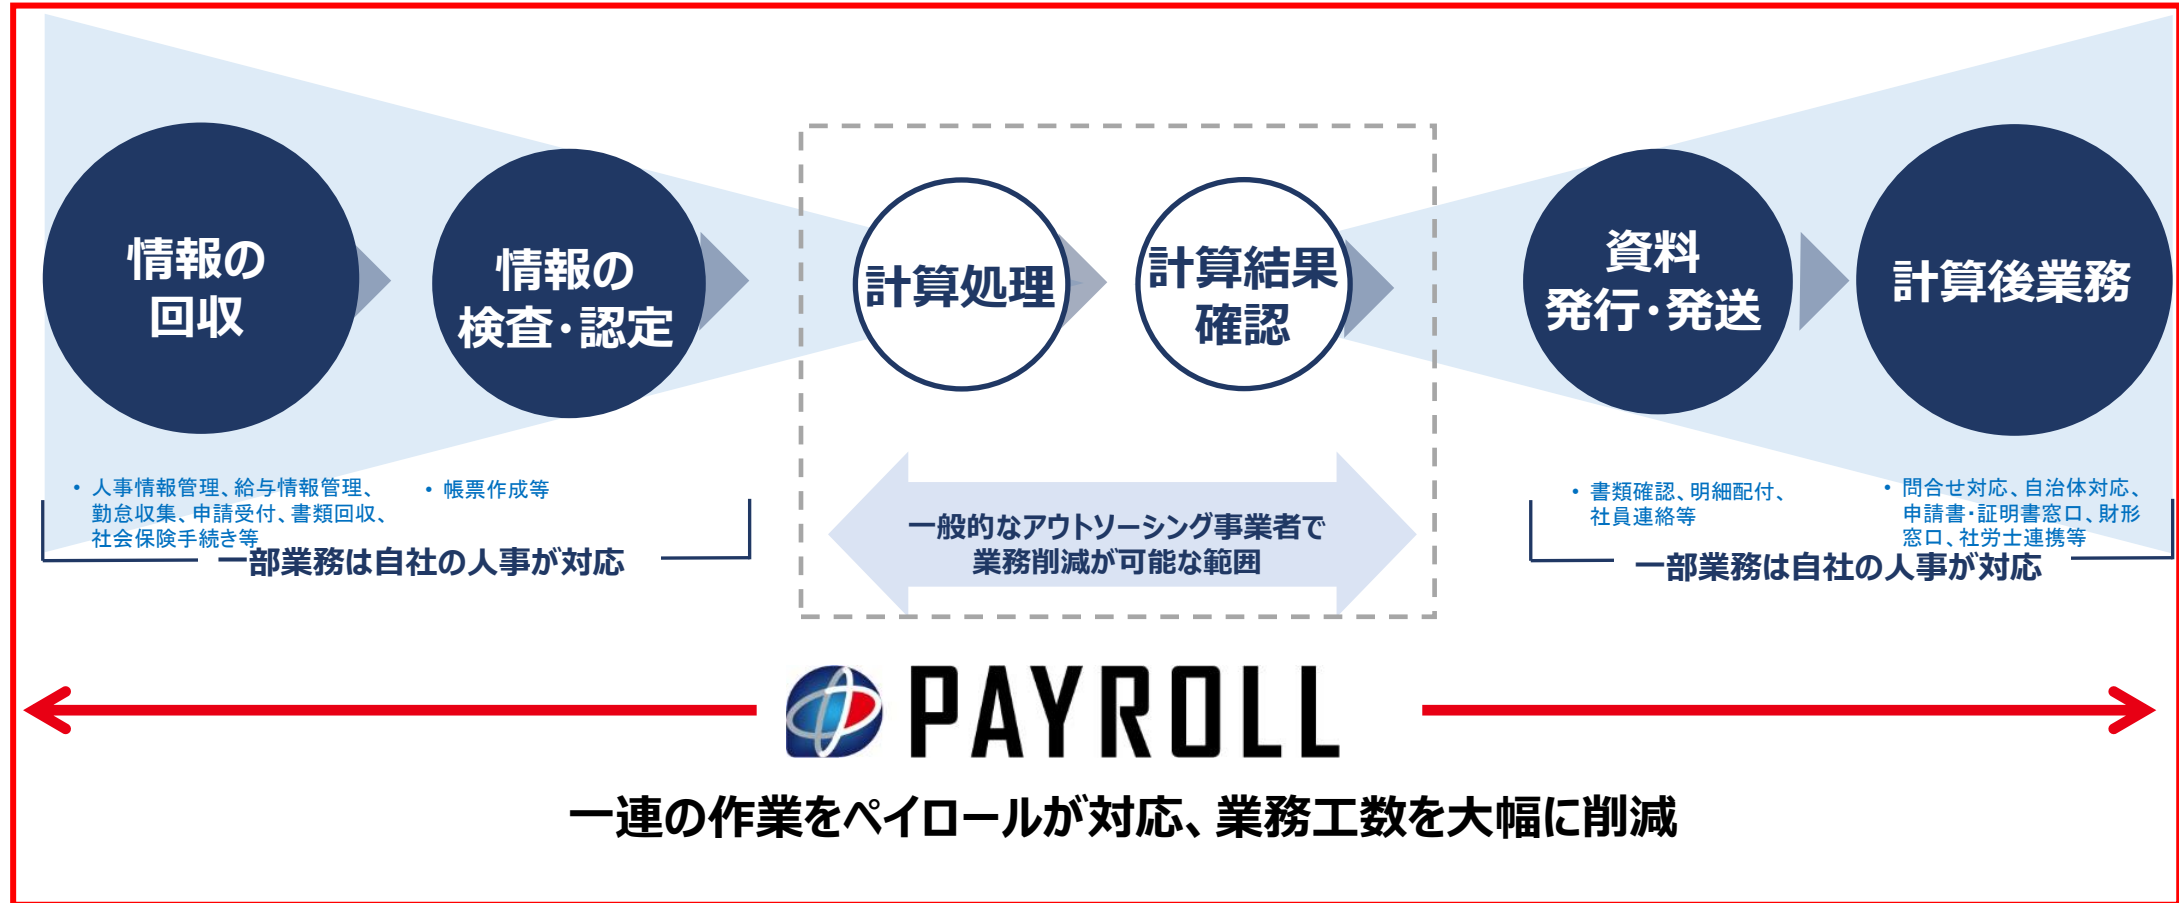 情報の
回収
情報の
検査・認定
計算処理
計算結果
確認
資料
発行・発送
計算後業務
• 人事情報管理、給与情報管理、
勤怠収集、申請受付、書類回収、
社会保険手続き等
• 帳票作成等
一部業務は自社の人事が対応
一般的なアウトソーシング事業者で
業務削減が可能な範囲
• 書類確認、明細配付、
社員連絡等
• 問合せ対応、自治体対応、
申請書・証明書窓口、財形
窓口、社労士連携等
一部業務は自社の人事が対応
PAYROLL
一連の作業をペイロールが対応、業務工数を大幅に削減